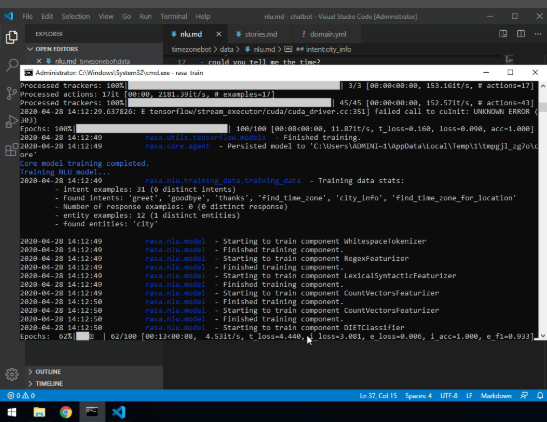 File Edit Selection View Go Run Terminal Help nlu.md - chatbot - Visual Studio Code [Administrator]
EXPLORER
nlu.md × stories.md domain.yml
OPEN EDITORS
× nlu.md timezonebot\data
timezonebot > data > nlu.md > ## intent:city_info
17 - could you tell me the time?
Administrator: C:\Windows\System32\cmd.exe - rasa train
Processed trackers: 100%| | 3/3 [00:00<00:00, 153.16it/s, # actions=17]
Processed actions: 17it [00:00, 2181.39it/s, # examples=17]
Processed trackers: 100%| | 45/45 [00:00<00:00, 152.57it/s, # actions=43]
2020-04-28 14:12:29.637826: E tensorflow/stream_executor/cuda/cuda_driver.cc:351] failed call to cuInit: UNKNOWN ERROR (
303)
Epochs: 100%| | 100/100 [00:08<00:00, 11.87it/s, t_loss=0.160, loss=0.090, acc=1.000]
2020-04-28 14:12:49 rasa.utils.tensorflow.models - Finished training.
2020-04-28 14:12:49 rasa.core.agent - Persisted model to 'C:\Users\ADMINI~1\AppData\Local\Temp\1\tmpgjl_zg7o\c
ore'
Core model training completed.
Training NLU model...
2020-04-28 14:12:49 rasa.nlu.training_data.training_data - Training data stats:
- intent examples: 31 (6 distinct intents)
- Found intents: 'greet', 'goodbye', 'thanks', 'find_time_zone', 'city_info', 'find_time_zone_for_location'
- Number of response examples: 0 (0 distinct response)
- entity examples: 12 (1 distinct entities)
- found entities: 'city'
2020-04-28 14:12:49 rasa.nlu.model - Starting to train component WhitespaceTokenizer
2020-04-28 14:12:49 rasa.nlu.model - Finished training component.
2020-04-28 14:12:49 rasa.nlu.model - Starting to train component RegexFeaturizer
2020-04-28 14:12:49 rasa.nlu.model - Finished training component.
2020-04-28 14:12:49 rasa.nlu.model - Starting to train component LexicalSyntacticFeaturizer
2020-04-28 14:12:49 rasa.nlu.model - Finished training component.
2020-04-28 14:12:49 rasa.nlu.model - Starting to train component CountVectorsFeaturizer
2020-04-28 14:12:50 rasa.nlu.model - Finished training component.
2020-04-28 14:12:50 rasa.nlu.model - Starting to train component CountVectorsFeaturizer
2020-04-28 14:12:50 rasa.nlu.model - Finished training component.
2020-04-28 14:12:50 rasa.nlu.model - Starting to train component DIETClassifier
Epochs: 62%| | 62/100 [00:13<00:08, 4.53it/s, t_loss=4.440, i_loss=3.081, e_loss=0.006, i_acc=1.000, e_f1=0.933]
OUTLINE
TIMELINE
0 0 Ln 37, Col 15 Spaces: 4 UTF-8 LF Markdown